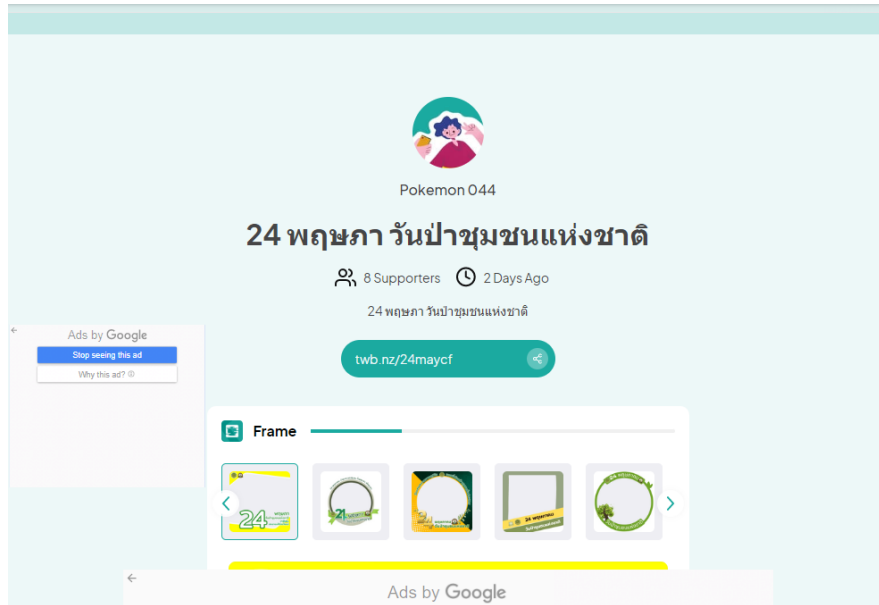 Pokemon 044
24 พฤษภา วันป่าชุมชนแห่งชาติ
8 Supporters 2 Days Ago
24 พฤษภา วันป่าชุมชนแห่งชาติ
twb.nz/24maycf
Ads by Google
Stop seeing this ad
Why this ad?
Frame
24
21
24 พฤษภาคม
Ads by Google